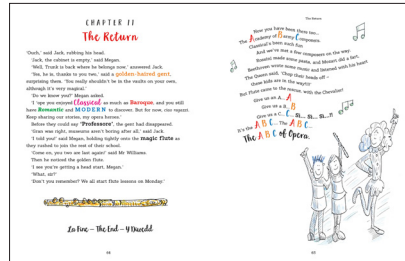 CHAPTER 11
The Return
'Ouch,' said Jack, rubbing his head.
'Jack, the cabinet is empty,' said Megan.
'Well, Trunk is back where he belongs now,' answered Jack.
'Yes, he is, thanks to you two,' said a golden-haired gent,
surprising them. 'You really shouldn't be in the vaults on your own,
although it's very magical.'
'Do we know you?' Megan asked.
'I 'ope you enjoyed Classical as much as Baroque, and you still
have Romantic and MODERN to discover. But for now, our vagant.
Keep sharing our stories, my opera heroes.'
Before they could say 'Professore', the gent had disappeared.
'Gran was right, museums aren't boring after all,' said Jack.
'I told you!' said Megan, holding tightly onto the magic flute as
they rushed to join the rest of their school.
'Come on, you two are last again!' said Mr Williams.
Then he noticed the golden flute.
'I see you're getting a head start, Megan.'
'What, sir?'
'Don't you remember? We all start flute lessons on Monday.'
La Fine – The End – Y Diwedd
68
The Return
Now you have been there too...
The Academy of Barmy Composers
Classical's been such fun
And we've met a few composers on the way.
Rossini made some pasta, and Mozart did a fart
Beethoven wrote some music and listened with his heart
The Queen said, 'Chop their heads off –
these kids are in the way!!!'
But Flute came to the rescue, with the Chevalier!
Give us an A... A
Give us a B... B
Give us a C... C... Si... Si... Si...!!
It's the A B C... The A B C...
The A B C of Opera.
69